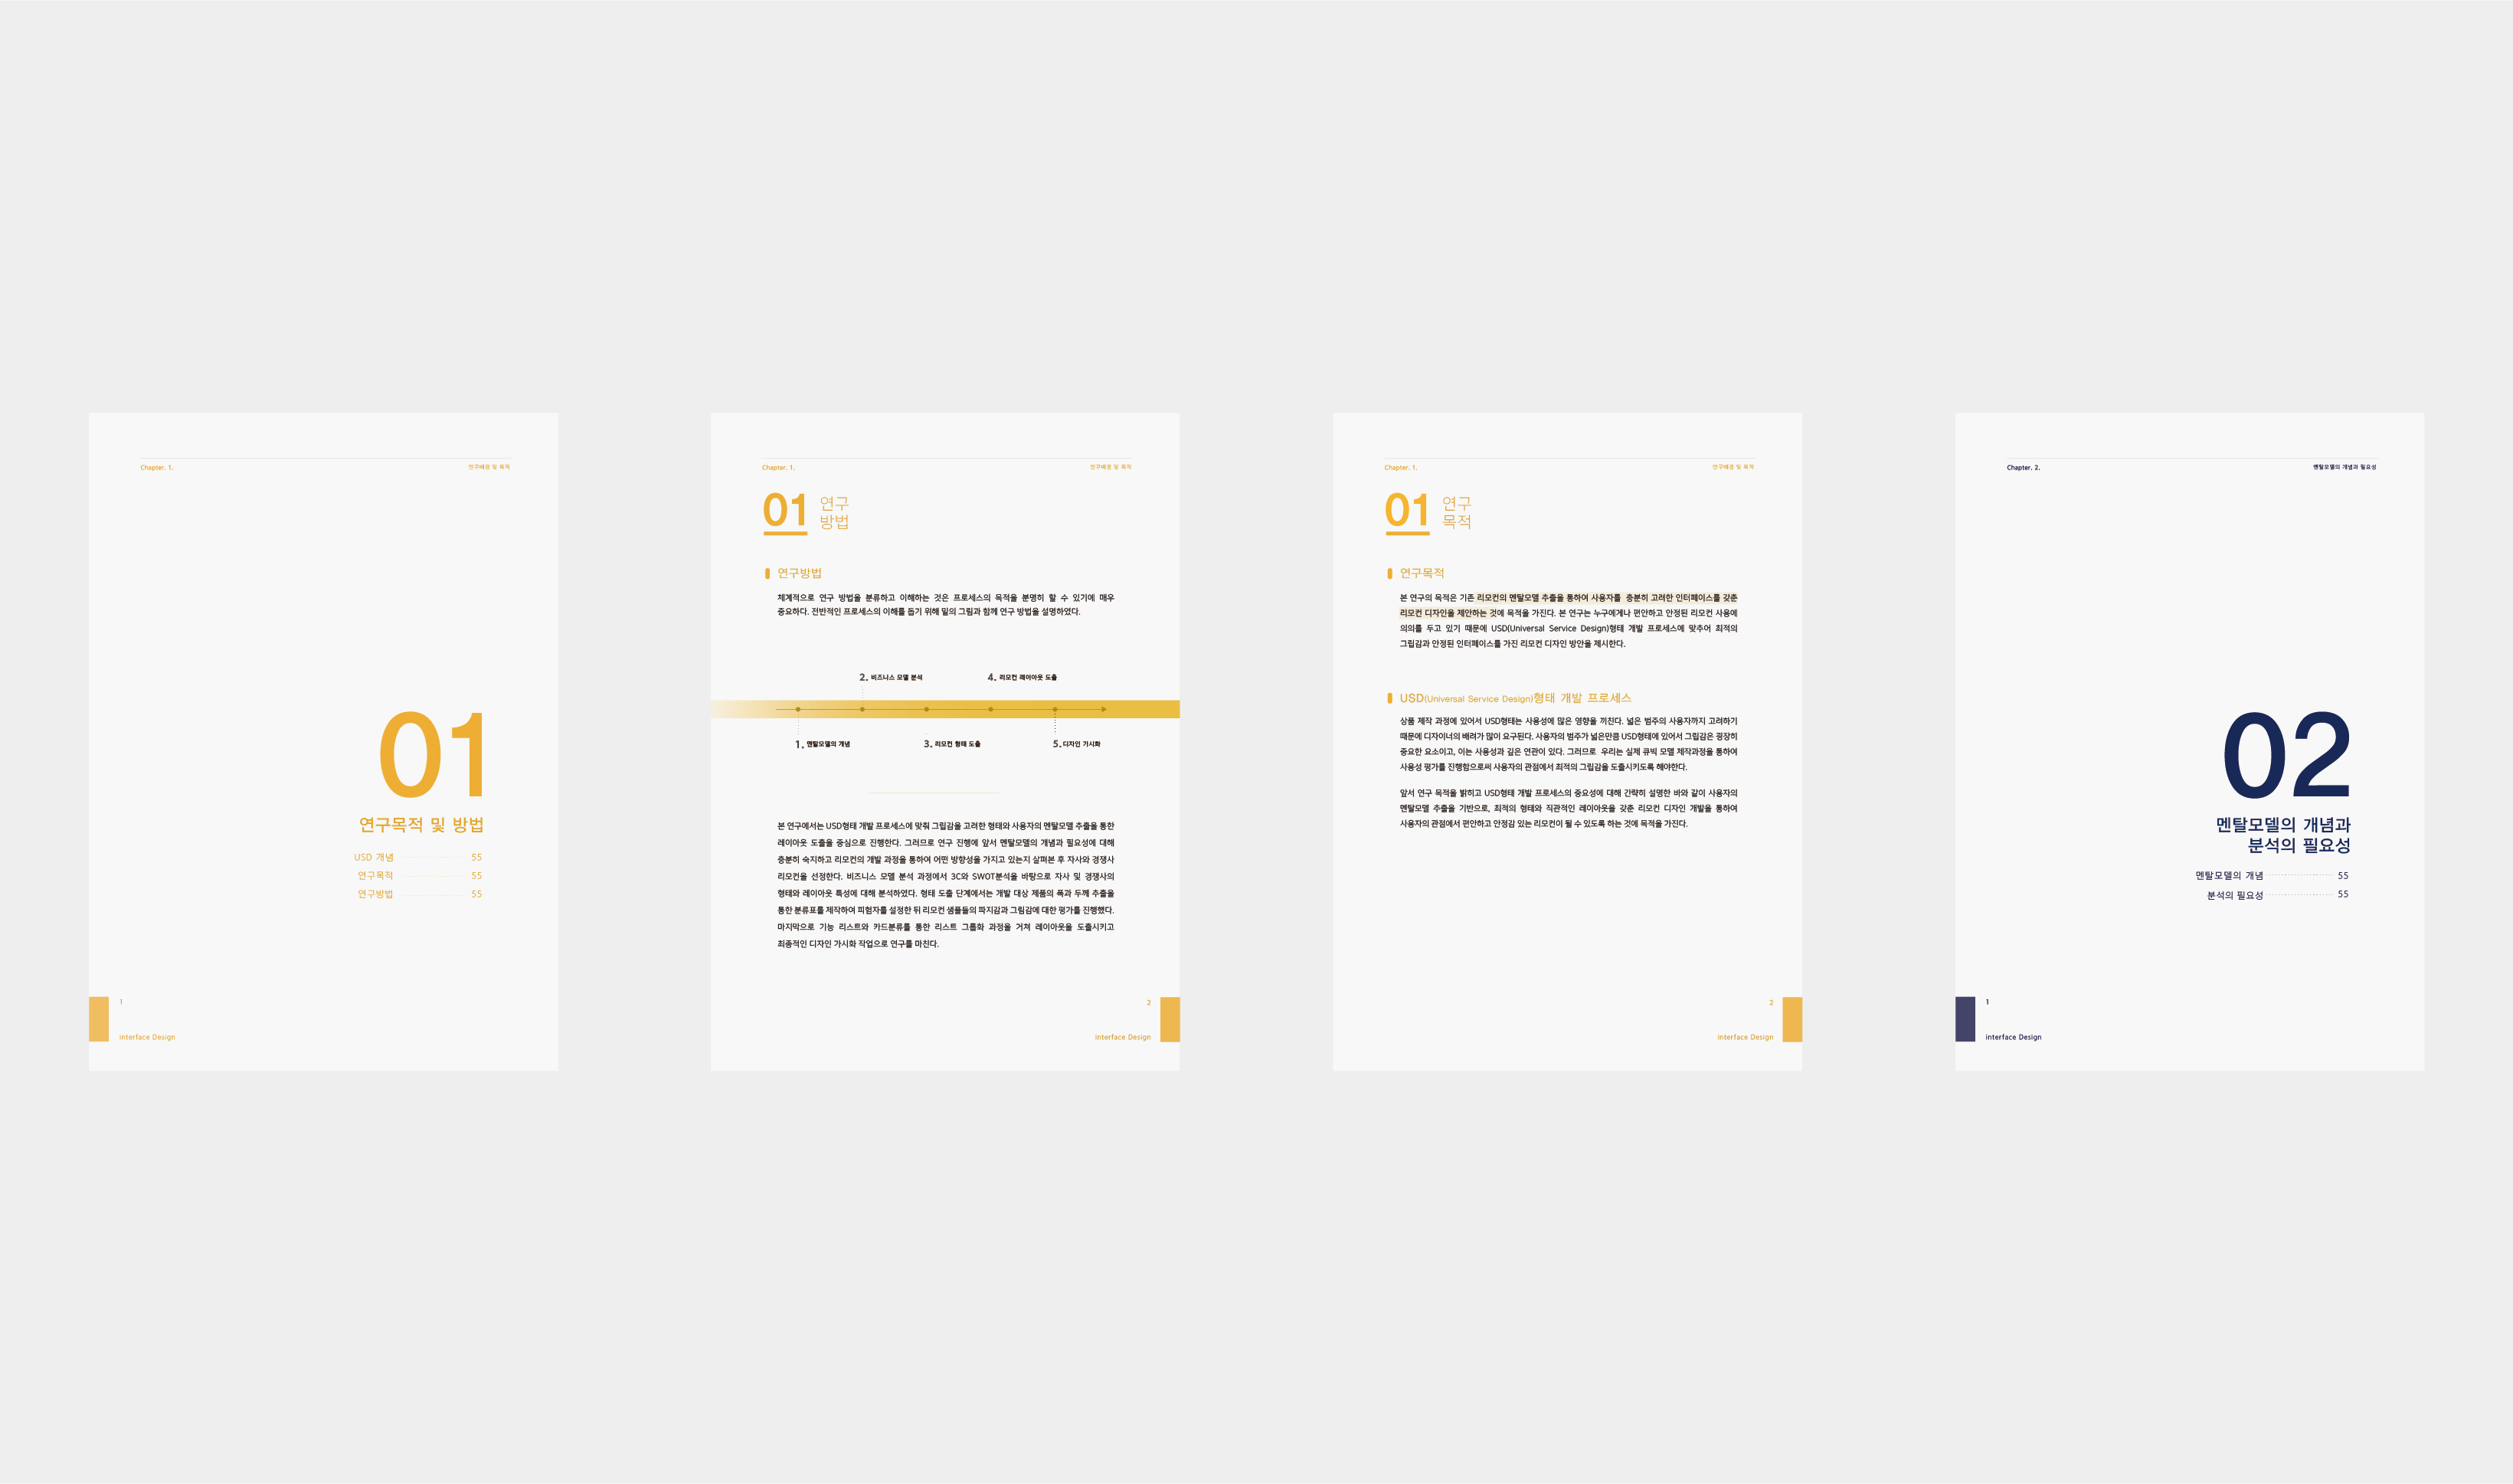 Chapter. 1.
연구배경 및 목적
01
연구목적 및 방법
USD 개념 55
연구목적 55
연구방법 55
1
interface Design
Chapter. 1.
연구배경 및 목적
01
연구
방법
연구방법
체계적으로 연구 방법을 분류하고 이해하는 것은 프로세스의 목적을 분명히 할 수 있기에 매우
중요하다. 전반적인 프로세스의 이해를 돕기 위해 밑의 그림과 함께 연구 방법을 설명하였다.
2. 비즈니스 모델 분석
4. 리모컨 레이아웃 도출
1. 멘탈모델의 개념
3. 리모컨 형태 도출
5. 디자인 가시화
본 연구에서는 USD형태 개발 프로세스에 맞춰 그립감을 고려한 형태와 사용자의 멘탈모델 추출을 통한
레이아웃 도출을 중심으로 진행한다. 그러므로 연구 진행에 앞서 멘탈모델의 개념과 필요성에 대해
충분히 숙지하고 리모컨의 개발 과정을 통하여 어떤 방향성을 가지고 있는지 살펴본 후 자사와 경쟁사
리모컨을 선정한다. 비즈니스 모델 분석 과정에서 3C와 SWOT분석을 바탕으로 자사 및 경쟁사의
형태와 레이아웃 특성에 대해 분석하였다. 형태 도출 단계에서는 개발 대상 제품의 폭과 두께 추출을
통한 분류표를 제작하여 피험자를 설정한 뒤 리모컨 샘플들의 파지감과 그립감에 대한 평가를 진행했다.
마지막으로 기능 리스트와 카드분류를 통한 리스트 그룹화 과정을 거쳐 레이아웃을 도출시키고
최종적인 디자인 가시화 작업으로 연구를 마친다.
2
interface Design
Chapter. 1.
연구배경 및 목적
01
연구
목적
연구목적
본 연구의 목적은 기존 리모컨의 멘탈모델 추출을 통하여 사용자를 충분히 고려한 인터페이스를 갖춘
리모컨 디자인을 제안하는 것에 목적을 가진다. 본 연구는 누구에게나 편안하고 안정된 리모컨 사용에
의의를 두고 있기 때문에 USD(Universal Service Design)형태 개발 프로세스에 맞추어 최적의
그립감과 안정된 인터페이스를 가진 리모컨 디자인 방안을 제시한다.
USD(Universal Service Design)형태 개발 프로세스
상품 제작 과정에 있어서 USD형태는 사용성에 많은 영향을 끼친다. 넓은 범주의 사용자까지 고려하기
때문에 디자이너의 배려가 많이 요구된다. 사용자의 범주가 넓은만큼 USD형태에 있어서 그립감은 굉장히
중요한 요소이고, 이는 사용성과 깊은 연관이 있다. 그러므로 우리는 실제 큐빅 모델 제작과정을 통하여
사용성 평가를 진행함으로써 사용자의 관점에서 최적의 그립감을 도출시키도록 해야한다.
앞서 연구 목적을 밝히고 USD형태 개발 프로세스의 중요성에 대해 간략히 설명한 바와 같이 사용자의
멘탈모델 추출을 기반으로, 최적의 형태와 직관적인 레이아웃을 갖춘 리모컨 디자인 개발을 통하여
사용자의 관점에서 편안하고 안정감 있는 리모컨이 될 수 있도록 하는 것에 목적을 가진다.
2
interface Design
Chapter. 2.
멘탈모델의 개념과 필요성
02
멘탈모델의 개념과
분석의 필요성
멘탈모델의 개념 55
분석의 필요성 55
1
interface Design